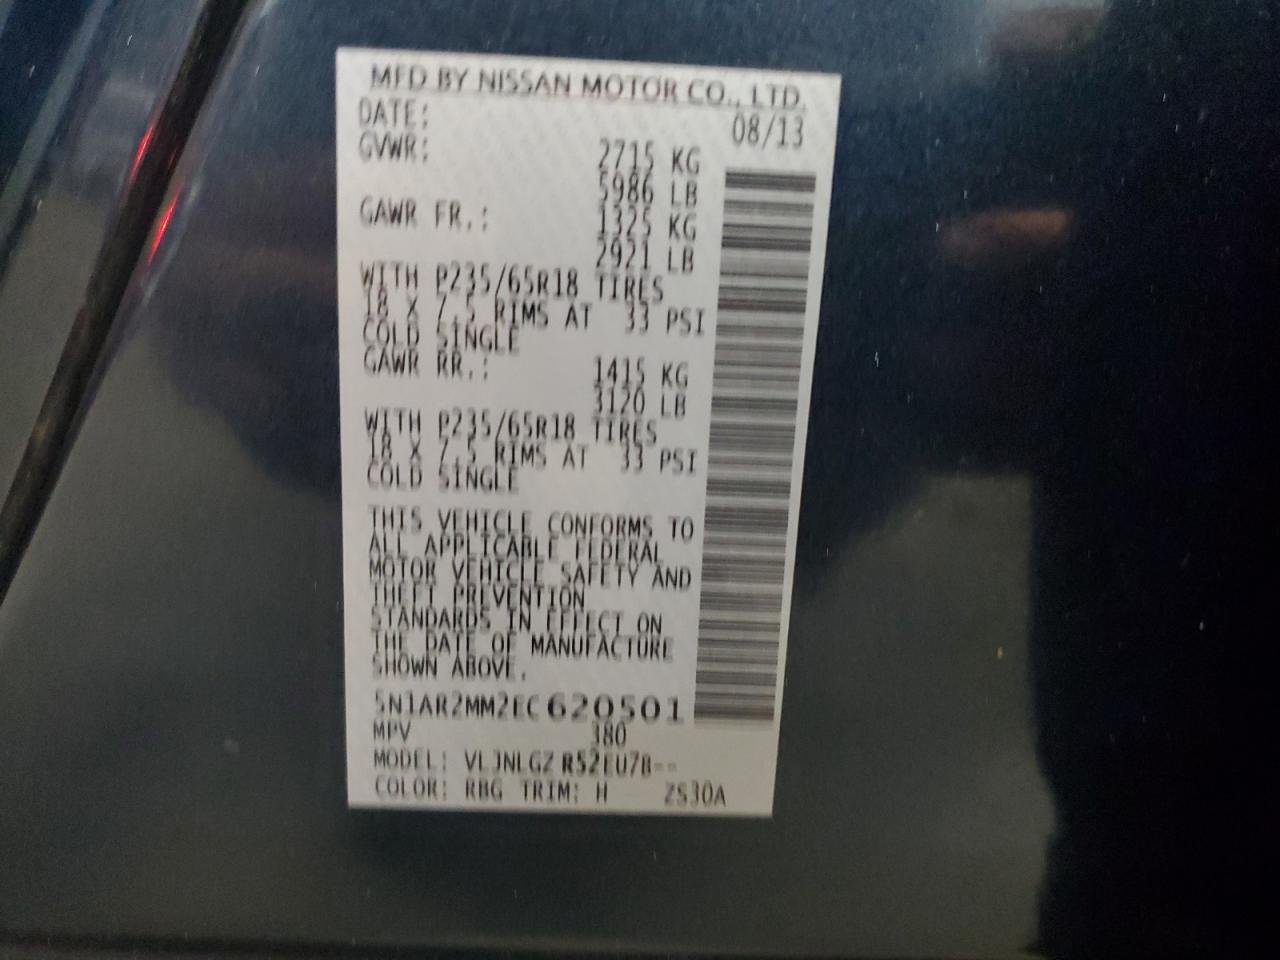 MFD BY NISSAN MOTOR CO., LTD.
DATE: 08/13
GVWR: 2715 KG
5986 LB
GAWR FR.: 1325 KG
2921 LB
WITH P235/65R18 TIRES
18 X 7.5 RIMS AT 33 PSI
COLD SINGLE
GAWR RR.: 1415 KG
3120 LB
WITH P235/65R18 TIRES
18 X 7.5 RIMS AT 33 PSI
COLD SINGLE
THIS VEHICLE CONFORMS TO
ALL APPLICABLE FEDERAL
MOTOR VEHICLE SAFETY AND
THEFT PREVENTION
STANDARDS IN EFFECT ON
THE DATE OF MANUFACTURE
SHOWN ABOVE.
5N1AR2MM2EC620501
MPV 380
MODEL: VLJNLGZ R52EU7B--
COLOR: RBG TRIM: H ZS30A